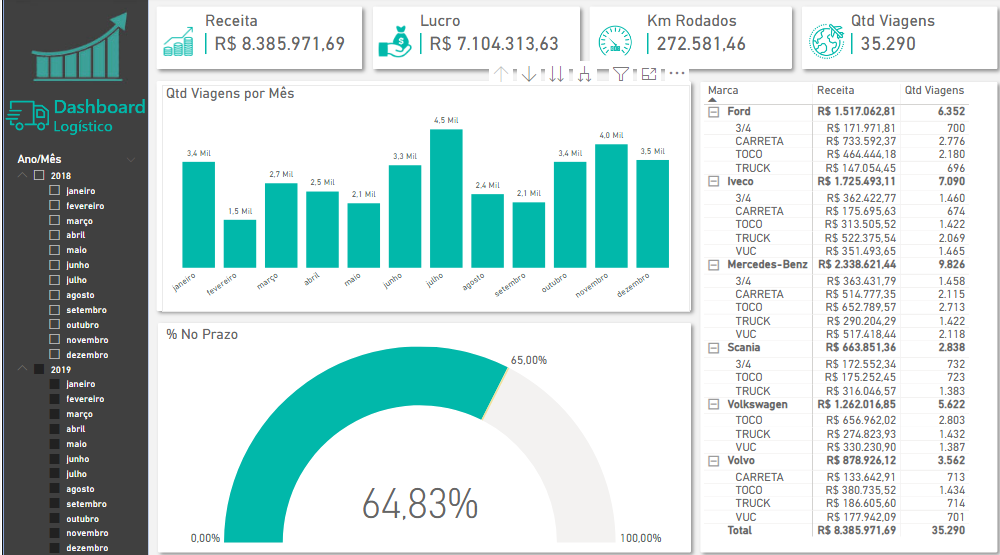 Dashboard
Logístico
Ano/Mês
2018
janeiro
fevereiro
março
abril
maio
junho
julho
agosto
setembro
outubro
novembro
dezembro
2019
janeiro
fevereiro
março
abril
maio
junho
julho
agosto
setembro
outubro
novembro
dezembro
Receita
R$ 8.385.971,69
Lucro
R$ 7.104.313,63
Km Rodados
272.581,46
Qtd Viagens
35.290
Qtd Viagens por Mês
3,4 Mil
1,5 Mil
2,7 Mil
2,5 Mil
2,1 Mil
3,3 Mil
4,5 Mil
2,4 Mil
2,1 Mil
3,4 Mil
4,0 Mil
3,5 Mil
janeiro
fevereiro
março
abril
maio
junho
julho
agosto
setembro
outubro
novembro
dezembro
% No Prazo
65,00%
64,83%
0,00%
100,00%
Marca Receita Qtd Viagens
Ford R$ 1.517.062,81 6.352
3/4 R$ 171.971,81 700
CARRETA R$ 733.592,37 2.776
TOCO R$ 464.444,18 2.180
TRUCK R$ 147.054,45 696
Iveco R$ 1.725.493,11 7.090
3/4 R$ 362.422,77 1.460
CARRETA R$ 175.695,63 674
TOCO R$ 313.505,52 1.422
TRUCK R$ 522.375,54 2.069
VUC R$ 351.493,65 1.465
Mercedes-Benz R$ 2.338.621,44 9.826
3/4 R$ 363.431,79 1.458
CARRETA R$ 514.777,35 2.115
TOCO R$ 652.789,57 2.713
TRUCK R$ 290.204,29 1.422
VUC R$ 517.418,44 2.118
Scania R$ 663.851,36 2.838
3/4 R$ 172.552,34 732
TOCO R$ 175.252,45 723
TRUCK R$ 316.046,57 1.383
Volkswagen R$ 1.262.016,85 5.622
TOCO R$ 656.962,02 2.803
TRUCK R$ 274.823,93 1.432
VUC R$ 330.230,90 1.387
Volvo R$ 878.926,12 3.562
CARRETA R$ 133.642,91 713
TOCO R$ 380.735,52 1.434
TRUCK R$ 186.605,60 714
VUC R$ 177.942,09 701
Total R$ 8.385.971,69 35.290